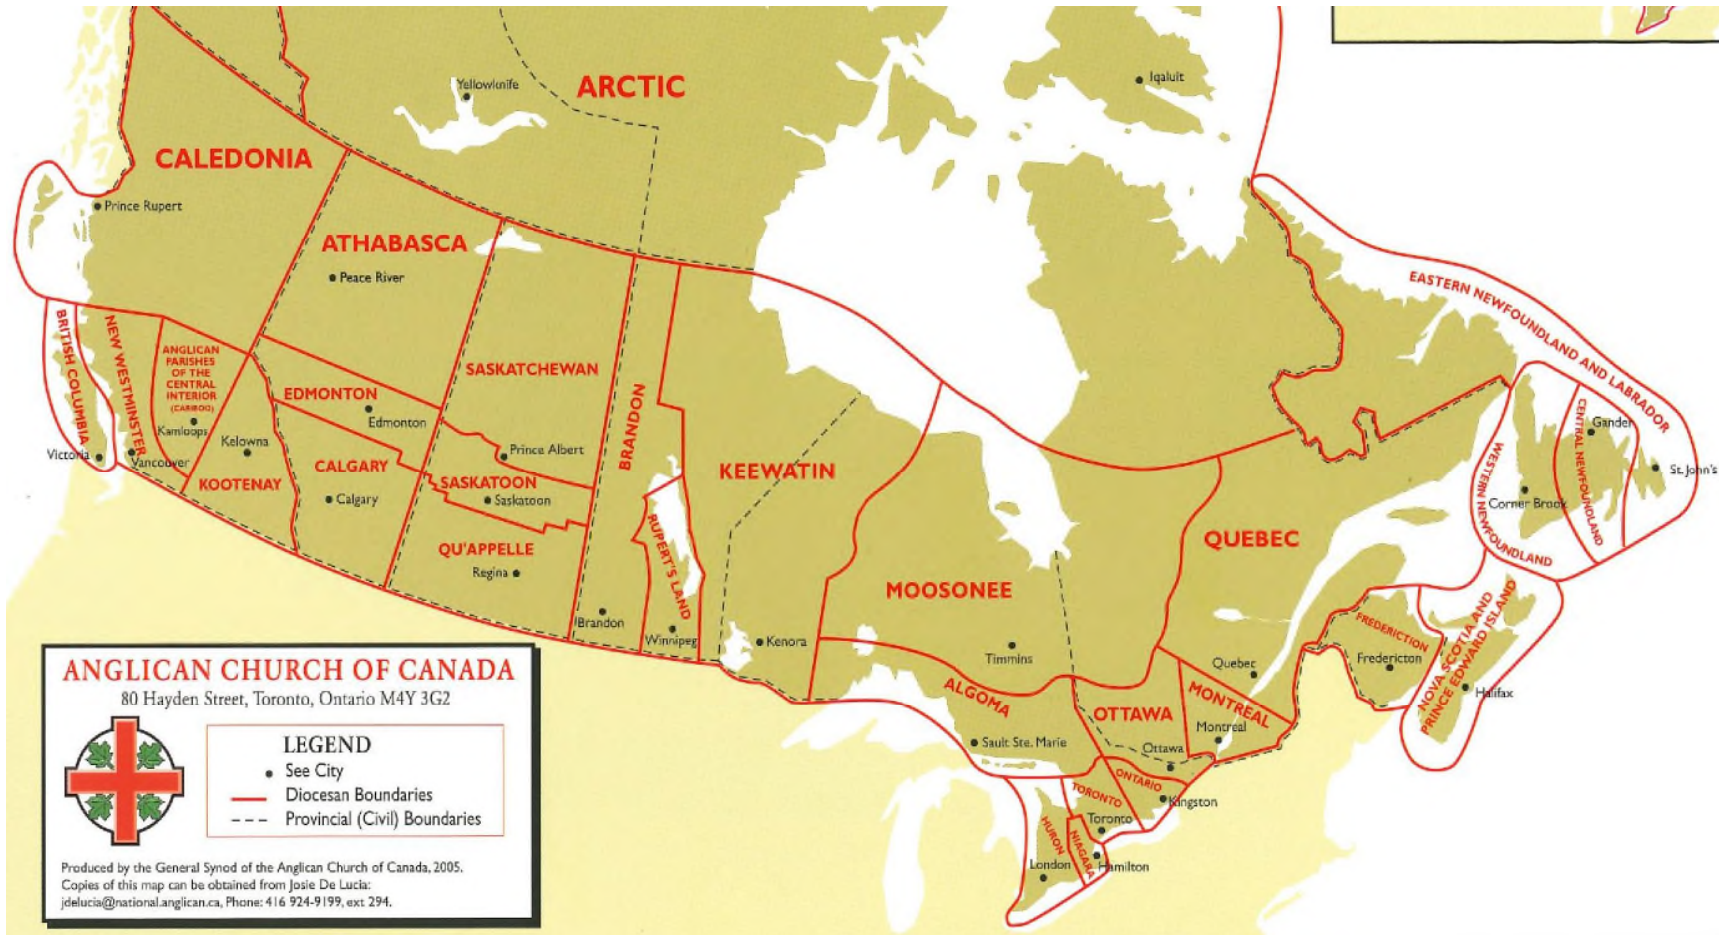 ARCTIC
Yellowknife
Iqaluit
CALEDONIA
Prince Rupert
ATHABASCA
Peace River
EASTERN NEWFOUNDLAND AND LABRADOR
BRITISH COLUMBIA
NEW WESTMINSTER
ANGLICAN
PARISHES
OF THE
CENTRAL
INTERIOR
(CARIBOO)
Kamloops
Victoria
Vancouver
Kelowna
KOOTENAY
EDMONTON
Edmonton
CALGARY
Calgary
SASKATCHEWAN
Prince Albert
SASKATOON
Saskatoon
QU'APPELLE
Regina
BRANDON
Brandon
RUPERT'S LAND
Winnipeg
KEEWATIN
Kenora
MOOSONEE
Timmins
ALGOMA
Sault Ste. Marie
QUEBEC
Quebec
MONTREAL
Montreal
OTTAWA
Ottawa
ONTARIO
Kingston
TORONTO
Toronto
HURON
London
NIAGARA
Hamilton
WESTERN NEWFOUNDLAND
Corner Brook
CENTRAL NEWFOUNDLAND
Gander
St. John's
FREDERICTION
Fredericton
NOVA SCOTIA AND
PRINCE EDWARD ISLAND
Halifax
ANGLICAN CHURCH OF CANADA
80 Hayden Street, Toronto, Ontario M4Y 3G2
LEGEND
See City
Diocesan Boundaries
Provincial (Civil) Boundaries
Produced by the General Synod of the Anglican Church of Canada, 2005.
Copies of this map can be obtained from Josie De Lucia:
jdelucia@national.anglican.ca, Phone: 416 924-9199, ext 294.